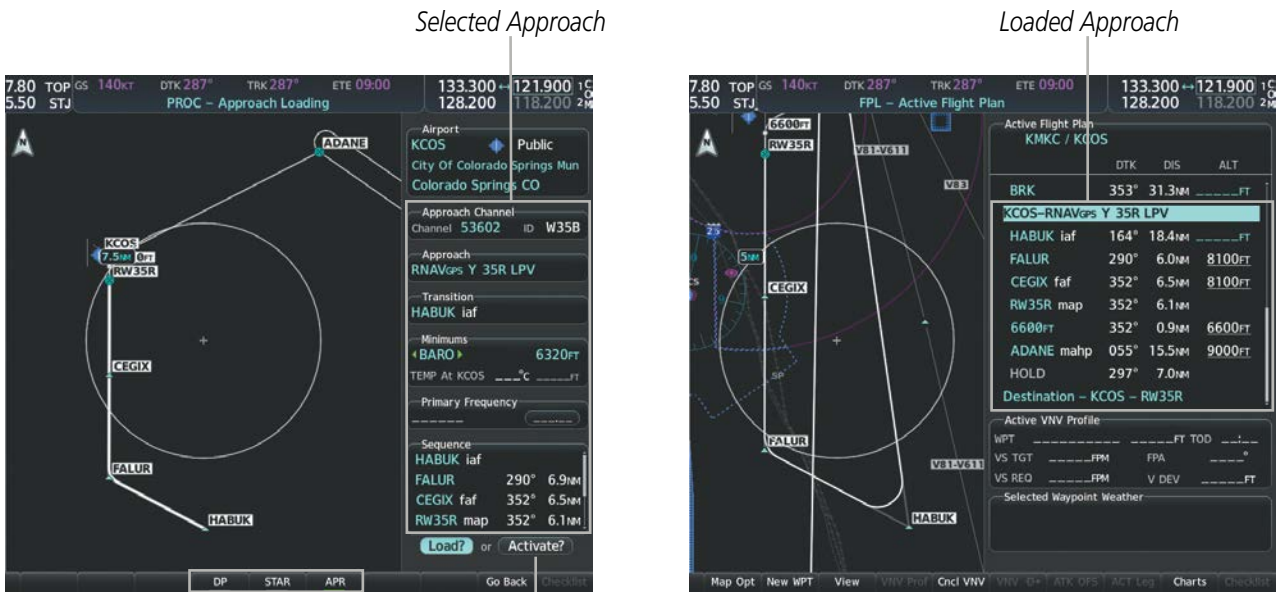 Selected Approach
Loaded Approach
7.80 TOP GS 140KT DTK 287° TRK 287° ETE 09:00 133.300 ↔ 121.900 1 C
5.50 STJ PROC – Approach Loading 128.200 118.200 2 M
ADANE
KCOS
7.5NM 0FT
RW35R
CEGIX
FALUR
HABUK
Airport
KCOS Public
City Of Colorado Springs Mun
Colorado Springs CO
Approach Channel
Channel 53602 ID W35B
Approach
RNAVGPS Y 35R LPV
Transition
HABUK iaf
Minimums
BARO 6320FT
TEMP At KCOS ___°C _____FT
Primary Frequency
______ ___.__
Sequence
HABUK iaf
FALUR 290° 6.9NM
CEGIX faf 352° 6.5NM
RW35R map 352° 6.1NM
Load? or Activate?
DP STAR APR Go Back Checklist
7.80 TOP GS 140KT DTK 287° TRK 287° ETE 09:00 133.300 ↔ 121.900 1 C
5.50 STJ FPL – Active Flight Plan 128.200 118.200 2 M
6600FT
RW35R
V81-V611
V83
25
5NM
CS
CEGIX
SP
FALUR
V81-V611
HABUK
N
N
Active Flight Plan
KMKC / KCOS
DTK DIS ALT
BRK 353° 31.3NM _____FT
KCOS–RNAVGPS Y 35R LPV
HABUK iaf 164° 18.4NM _____FT
FALUR 290° 6.0NM 8100FT
CEGIX faf 352° 6.5NM 8100FT
RW35R map 352° 6.1NM
6600FT 352° 0.9NM 6600FT
ADANE mahp 055° 15.5NM 9000FT
HOLD 297° 7.0NM
Destination – KCOS – RW35R
Active VNV Profile
WPT __________ _____FT TOD __:__
VS TGT _____FPM FPA ____°
VS REQ _____FPM V DEV _____FT
Selected Waypoint Weather
Map Opt New WPT View VNV Prof Cncl VNV VNV D+ ATK OFS ACT Leg Charts Checklist